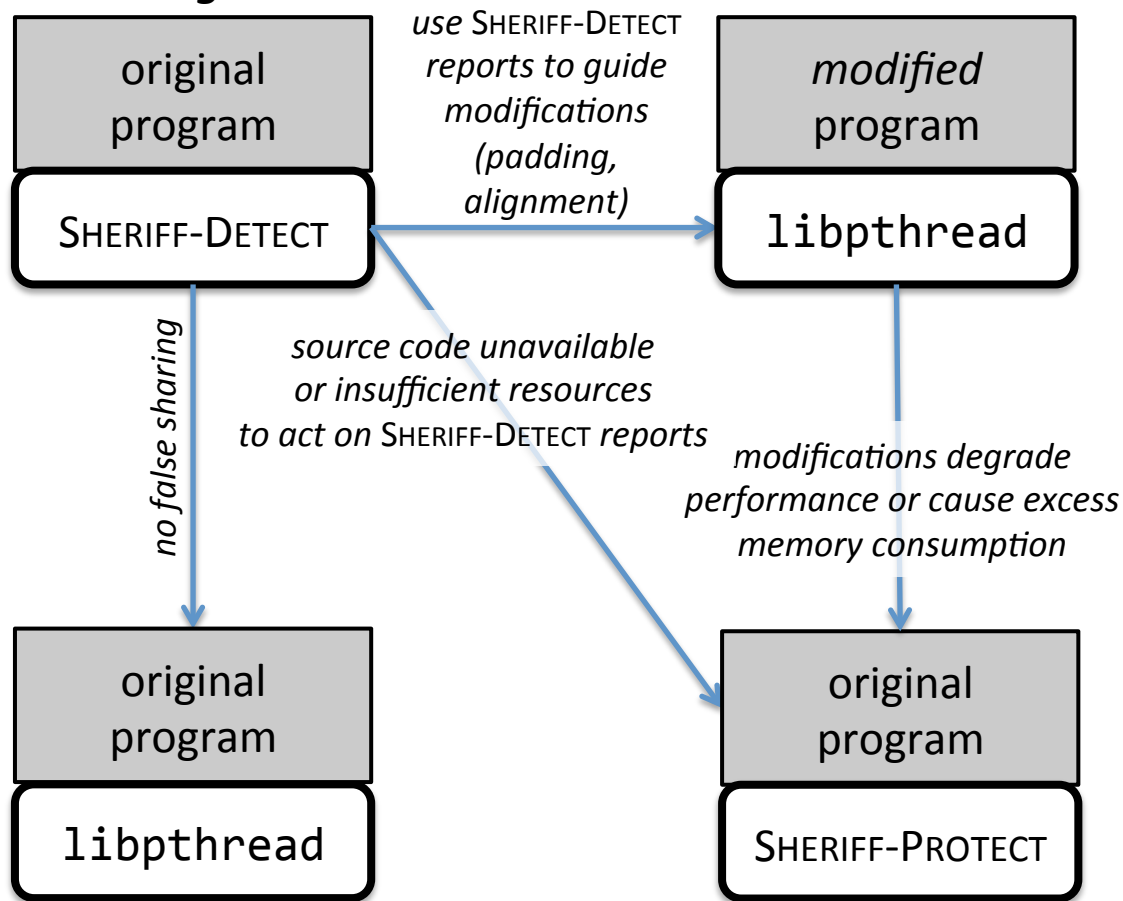 original
program
SHERIFF-DETECT
use SHERIFF-DETECT
reports to guide
modifications
(padding,
alignment)
modified
program
libpthread
no false sharing
source code unavailable
or insufficient resources
to act on SHERIFF-DETECT reports
modifications degrade
performance or cause excess
memory consumption
original
program
libpthread
original
program
SHERIFF-PROTECT